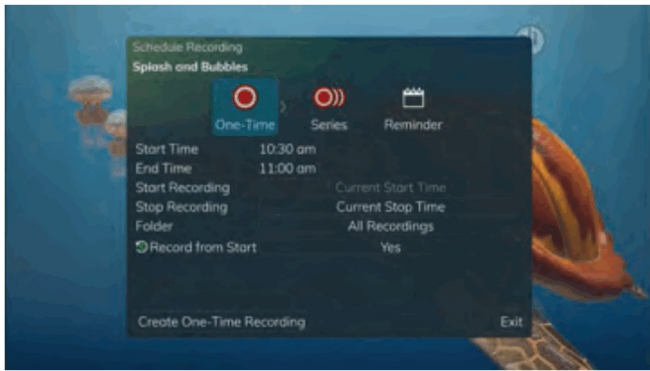 Schedule Recording
Splash and Bubbles
One-Time Series Reminder
Start Time 10:30 am
End Time 11:00 am
Start Recording Current Start Time
Stop Recording Current Stop Time
Folder All Recordings
Record from Start Yes
Create One-Time Recording Exit